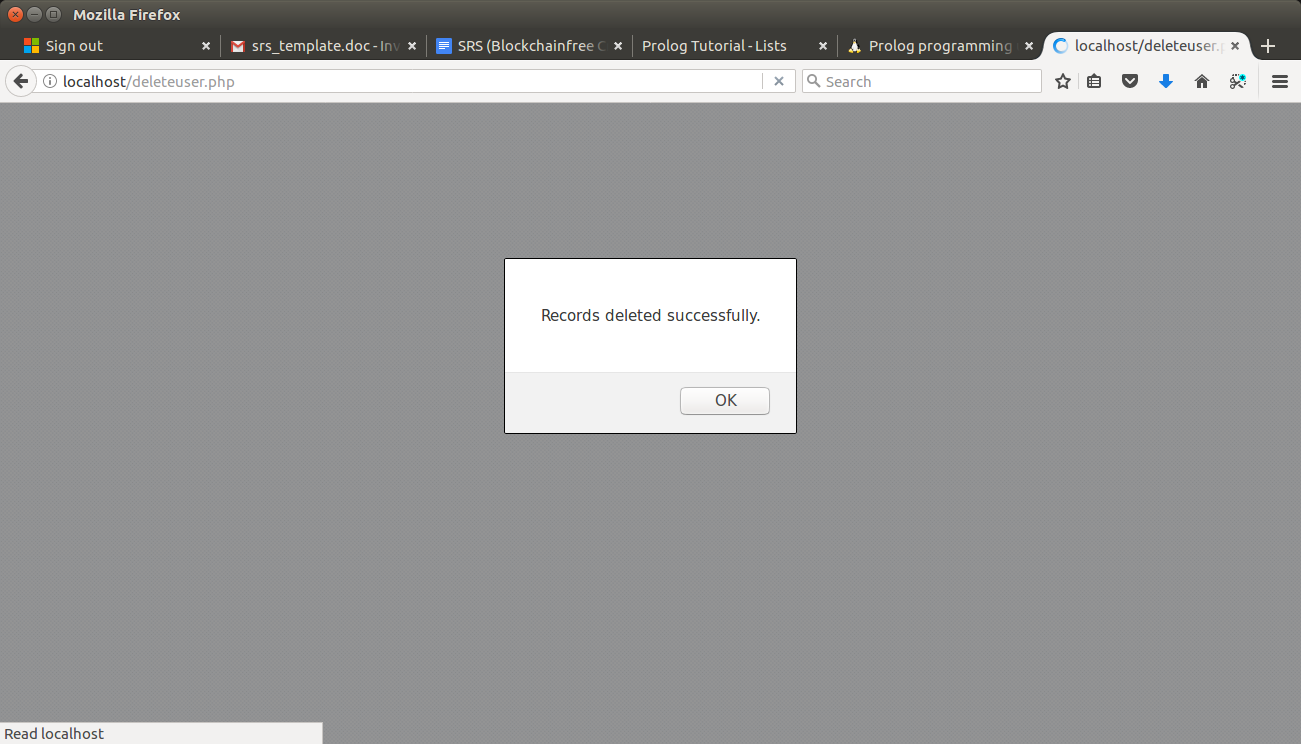 Mozilla Firefox
Sign out
srs_template.doc - Inv
SRS (Blockchainfree C
Prolog Tutorial - Lists
Prolog programming
localhost/deleteuser.p
localhost/deleteuser.php
Search
Records deleted successfully.
OK
Read localhost